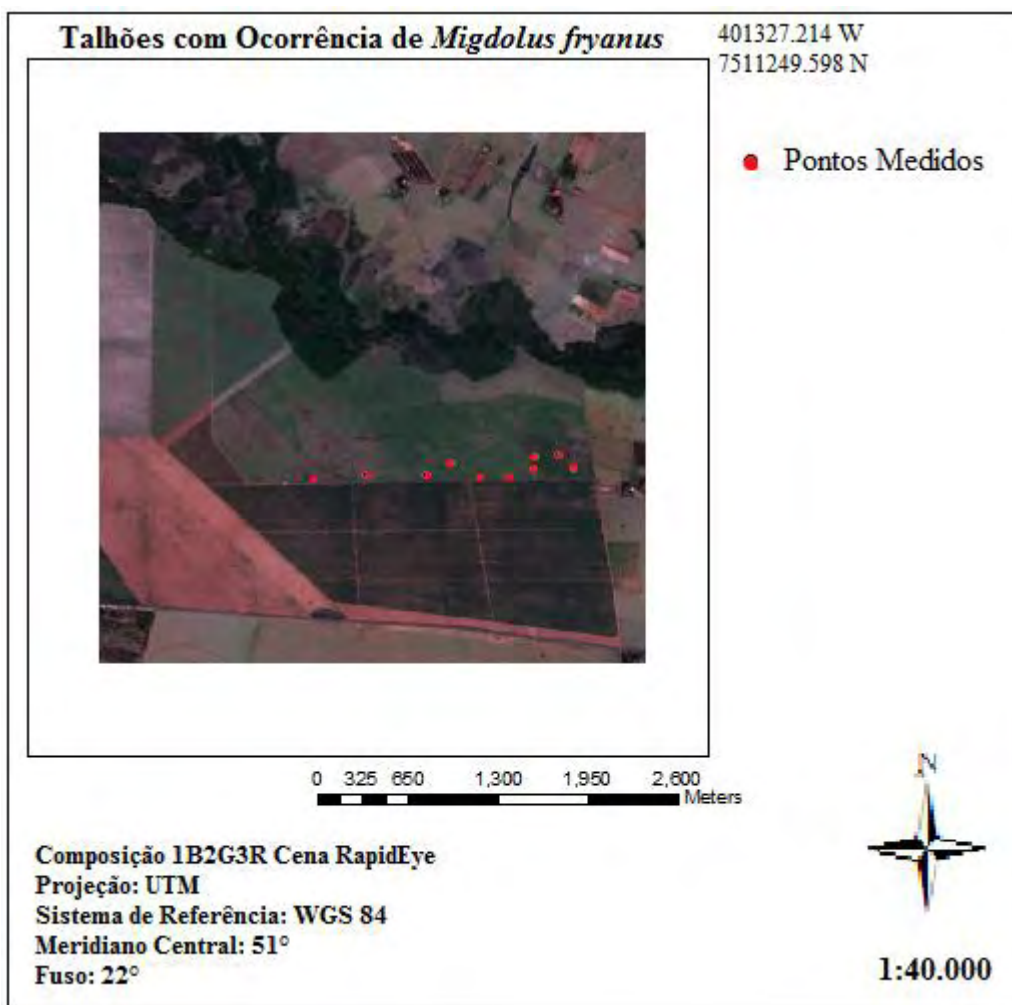 Talhões com Ocorrência de Migdolus fryanus
401327.214 W
7511249.598 N
Pontos Medidos
0 325 650 1,300 1,950 2,600
Meters
N
Composição 1B2G3R Cena RapidEye
Projeção: UTM
Sistema de Referência: WGS 84
Meridiano Central: 51°
Fuso: 22°
1:40.000